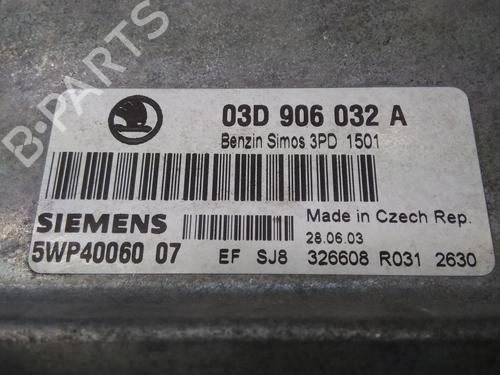 03D 906 032 A
Benzin Simos 3PD 1501
SIEMENS
Made in Czech Rep.
28.06.03
5WP40060 07
EF SJ8
326608 R031 2630
B-PARTS